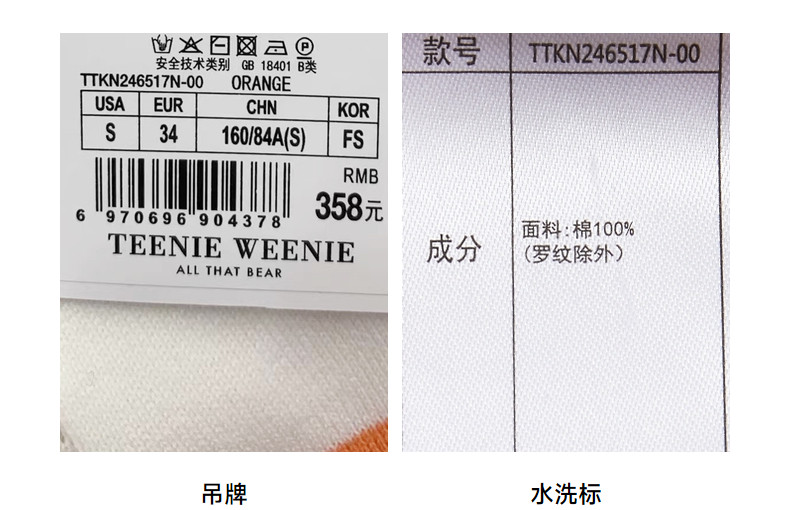 安全技术类别 GB 18401 B类
TTKN246517N-00 ORANGE
USA EUR CHN KOR
S 34 160/84A(S) FS
RMB
358元
6 970696 904378
TEENIE WEENIE
ALL THAT BEAR
吊牌
款号 TTKN246517N-00
成分 面料:棉100%
(罗纹除外)
水洗标